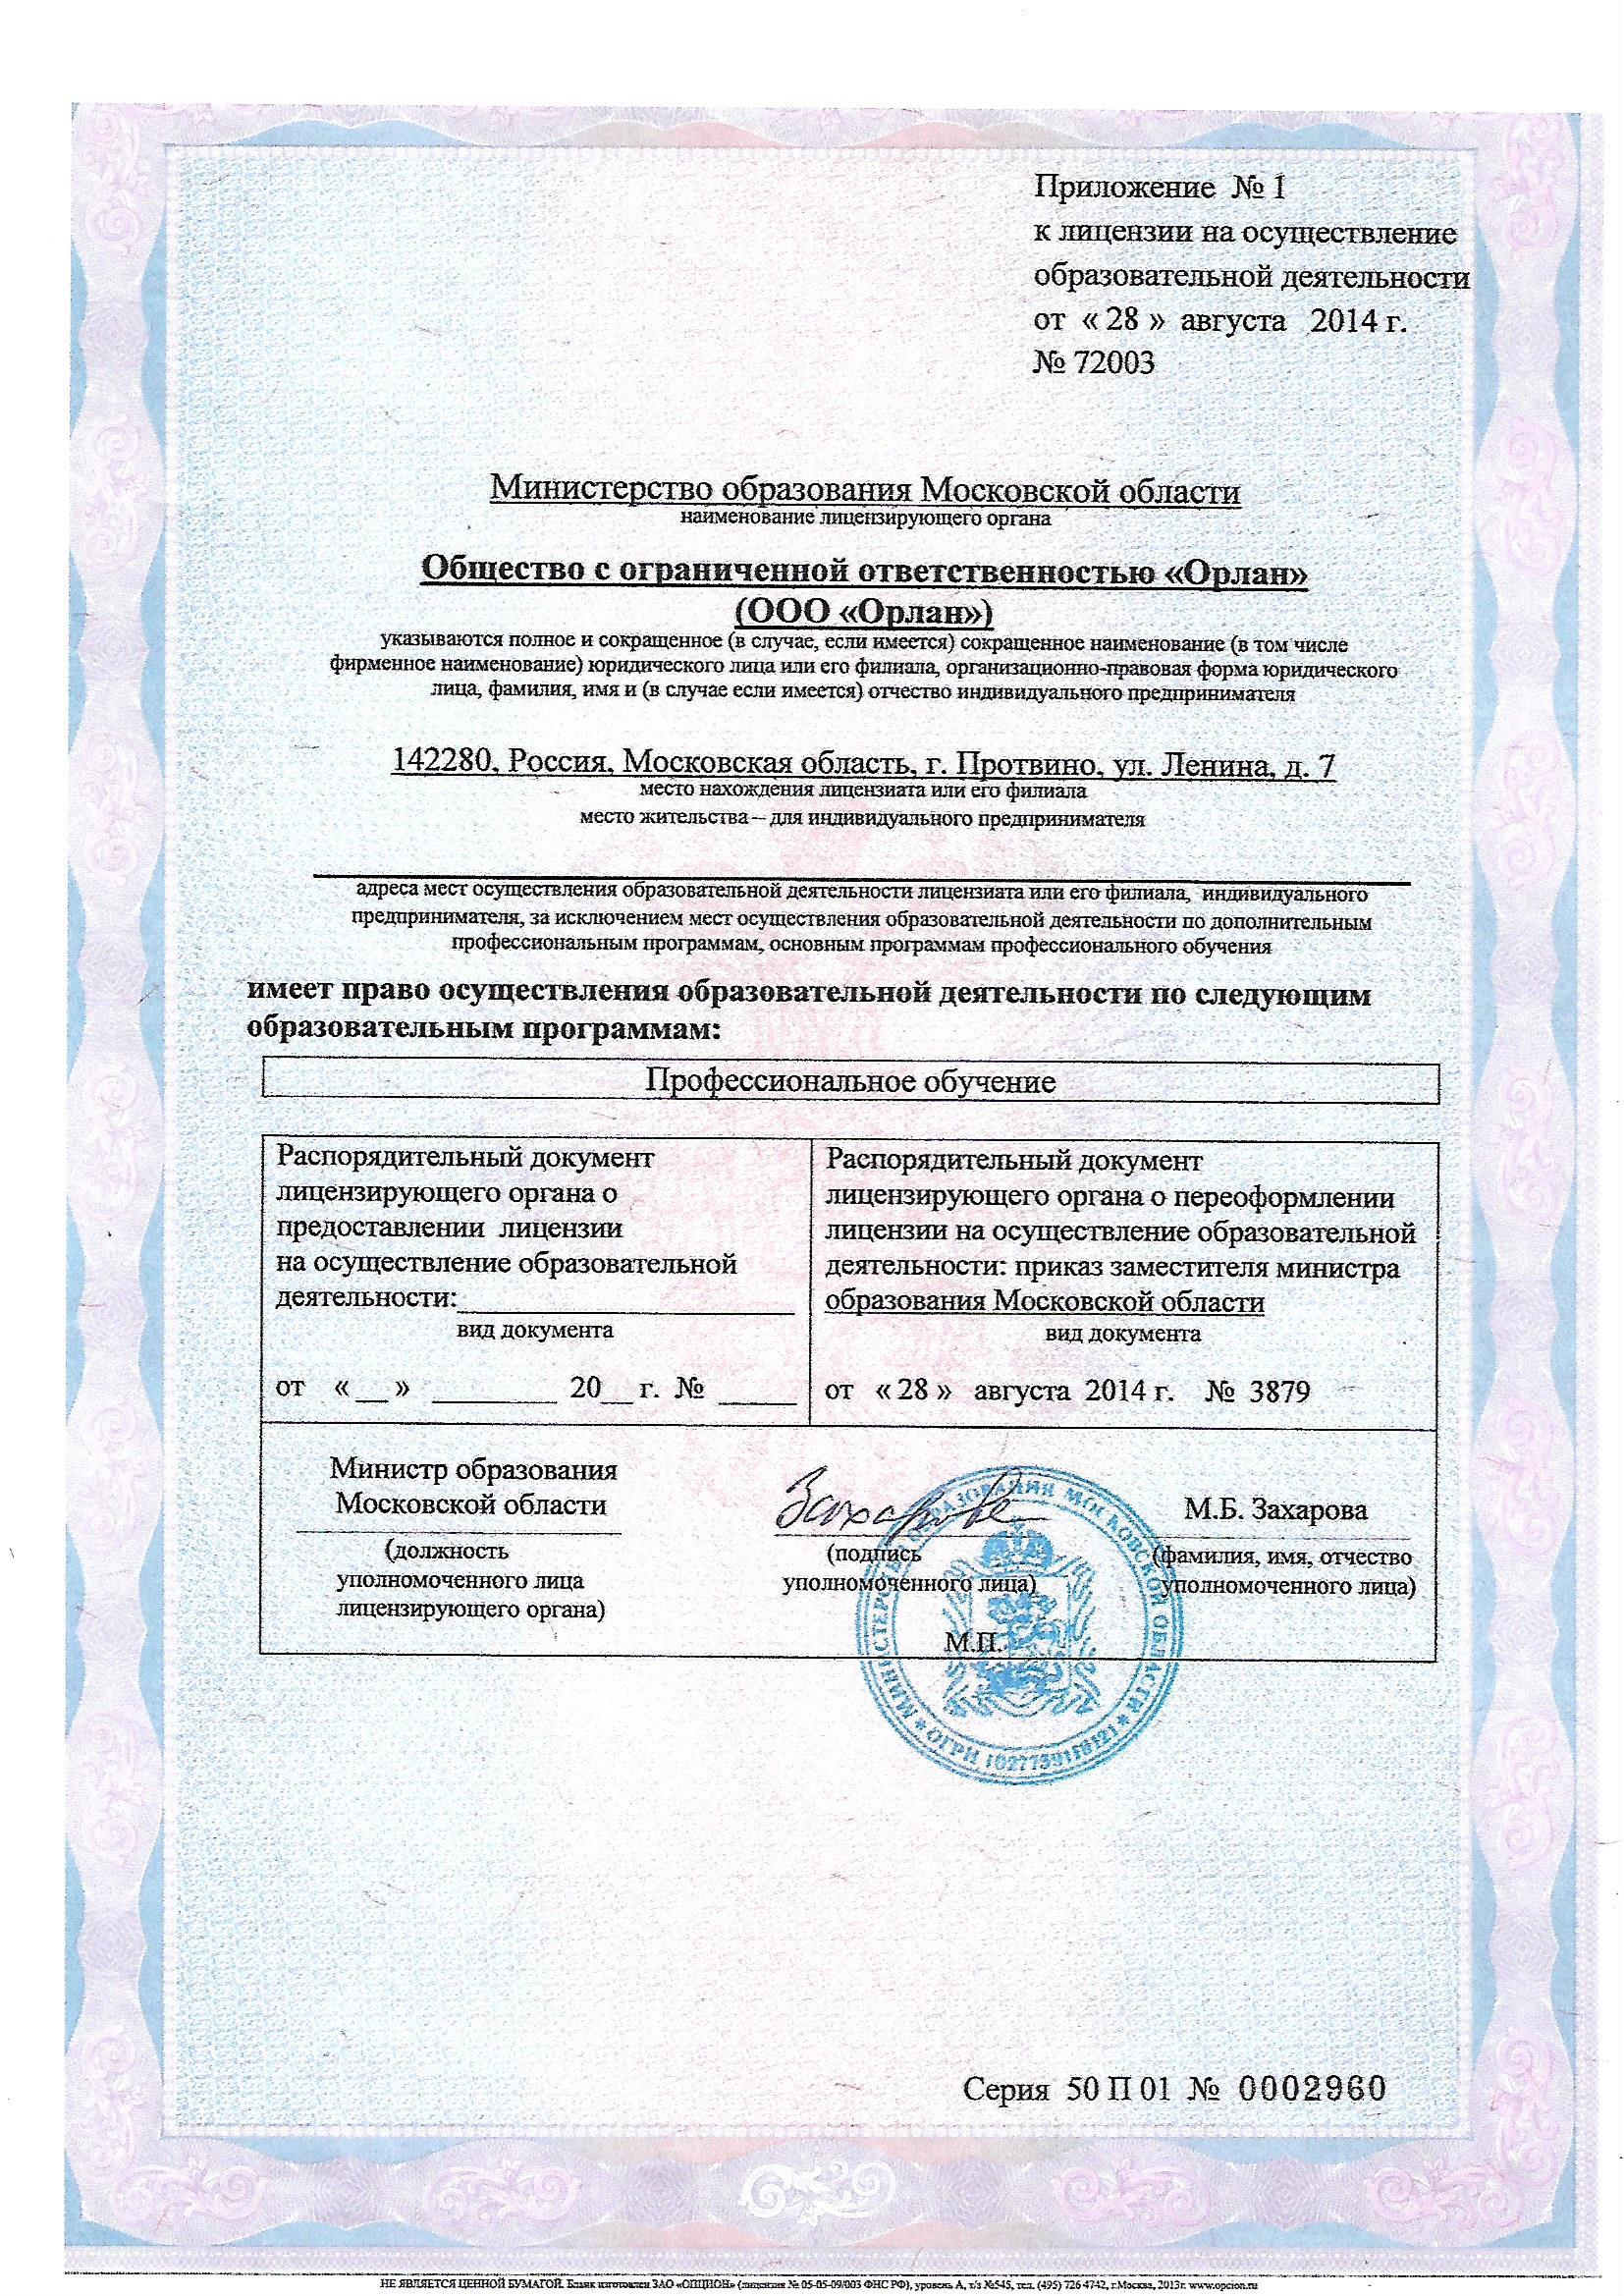 Приложение № 1
к лицензии на осуществление
образовательной деятельности
от « 28 » августа 2014 г.
№ 72003
Министерство образования Московской области
наименование лицензирующего органа
Общество с ограниченной ответственностью «Орлан»
(ООО «Орлан»)
указываются полное и сокращенное (в случае, если имеется) сокращенное наименование (в том числе
фирменное наименование) юридического лица или его филиала, организационно-правовая форма юридического
лица, фамилия, имя и (в случае если имеется) отчество индивидуального предпринимателя
142280, Россия, Московская область, г. Протвино, ул. Ленина, д. 7
место нахождения лицензиата или его филиала
место жительства – для индивидуального предпринимателя
адреса мест осуществления образовательной деятельности лицензиата или его филиала, индивидуального
предпринимателя, за исключением мест осуществления образовательной деятельности по дополнительным
профессиональным программам, основным программам профессионального обучения
имеет право осуществления образовательной деятельности по следующим
образовательным программам:
Профессиональное обучение
Распорядительный документ
лицензирующего органа о
предоставлении лицензии
на осуществление образовательной
деятельности:
вид документа
от « __ » ________ 20__ г. № _____
Распорядительный документ
лицензирующего органа о переоформлении
лицензии на осуществление образовательной
деятельности: приказ заместителя министра
образования Московской области
вид документа
от « 28 » августа 2014 г. № 3879
Министр образования
Московской области
(должность
уполномоченного лица
лицензирующего органа)
Захарова
(подпись
уполномоченного лица)
М.П.
М.Б. Захарова
(фамилия, имя, отчество
уполномоченного лица)
МИНИСТЕРСТВО ОБРАЗОВАНИЯ МОСКОВСКОЙ ОБЛАСТИ
* ОГРН 1027739119121 *
Серия 50 П 01 № 0002960
НЕ ЯВЛЯЕТСЯ ЦЕННОЙ БУМАГОЙ. Бланк изготовлен ЗАО «ОПЦИОН» (лицензия № 05-05-09/003 ФНС РФ), уровень А, т/з №545, тел. (495) 726 4742, г.Москва, 2013г. www.opcion.ru